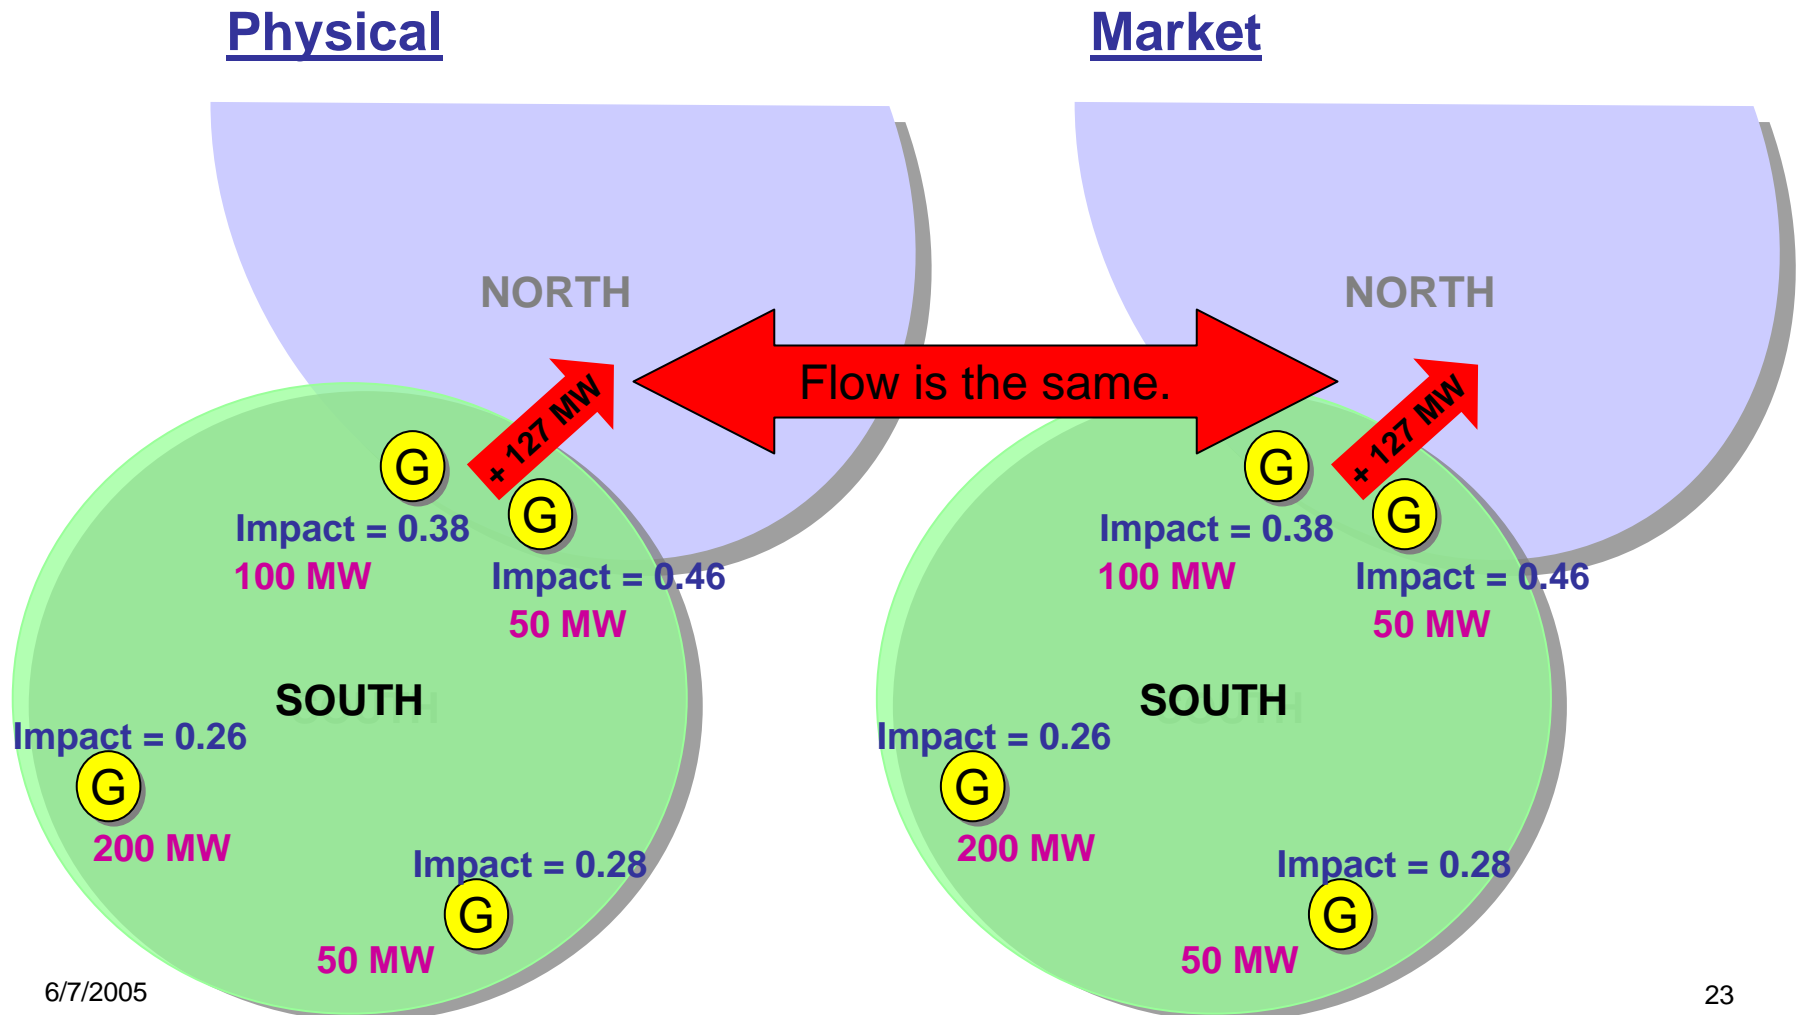 Physical
Market
NORTH
NORTH
Flow is the same.
+ 127 MW
+ 127 MW
G
G
G
G
Impact = 0.38
Impact = 0.38
100 MW
Impact = 0.46
100 MW
Impact = 0.46
50 MW
50 MW
SOUTH
SOUTH
Impact = 0.26
Impact = 0.26
G
G
200 MW
200 MW
Impact = 0.28
Impact = 0.28
G
G
50 MW
50 MW
6/7/2005
23